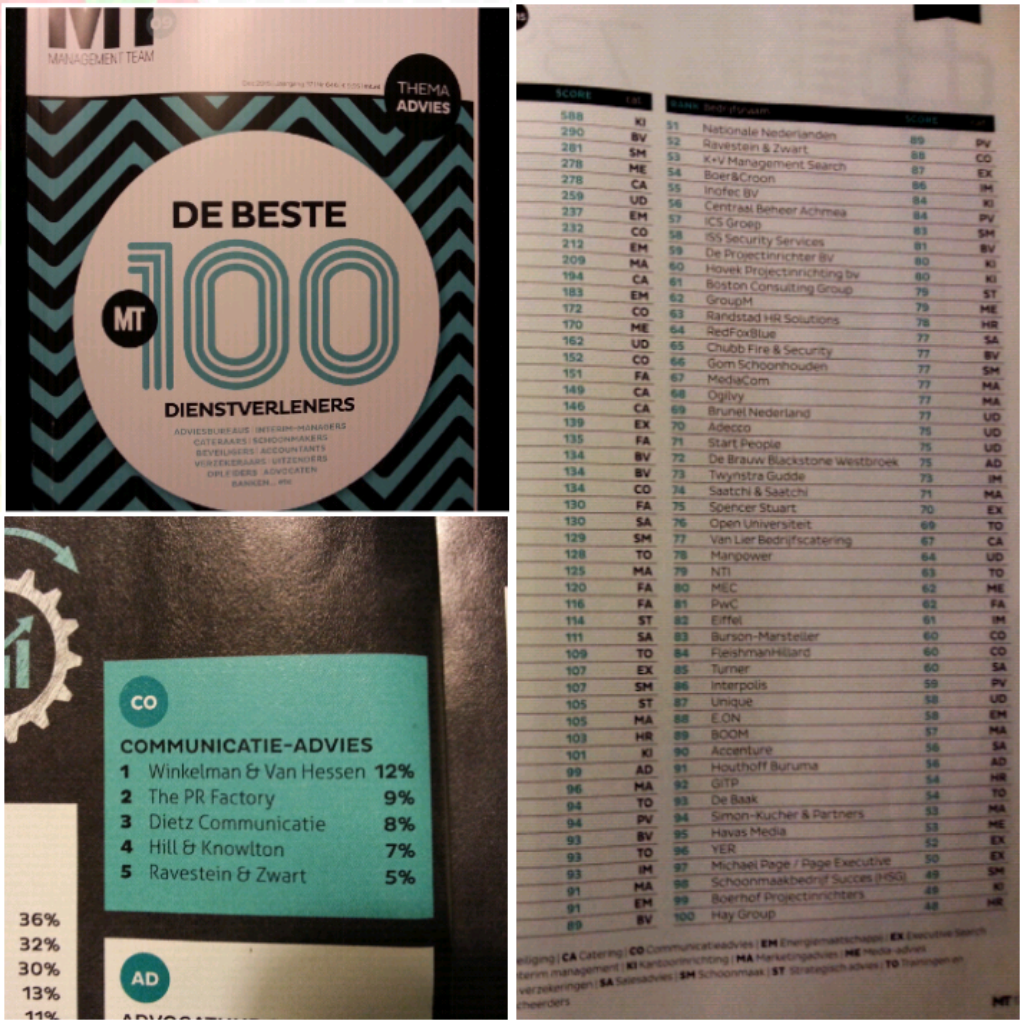 MT 09
MANAGEMENT TEAM
THEMA
ADVIES
DE BESTE
MT
100
DIENSTVERLENERS
ADVIESBUREAUS | INTERIM-MANAGERS
CATERAARS | SCHOONMAKERS
BEVEILIGERS | ACCOUNTANTS
VERZEKERAARS | UITZENDERS
OPLEIDERS | ADVOCATEN
BANKEN... enz
CO
COMMUNICATIE-ADVIES
1 Winkelman & Van Hessen 12%
2 The PR Factory 9%
3 Dietz Communicatie 8%
4 Hill & Knowlton 7%
5 Ravestein & Zwart 5%
36%
32%
30%
13%
11%
AD
SCORE cat.
588 KI
290 BV
281 SM
278 ME
278 CA
259 UD
237 EM
232 CO
212 EM
209 MA
194 CA
183 EM
172 CO
170 ME
162 UD
152 CO
151 FA
149 CA
146 CA
139 EX
135 FA
134 BV
134 BV
134 CO
130 FA
130 SA
129 SM
128 TO
125 MA
120 FA
116 FA
114 ST
111 SA
109 TO
107 EX
107 SM
105 ST
105 MA
103 HR
101 KI
99 AD
96 MA
94 TO
94 PV
93 BV
93 TO
93 IM
91 MA
91 EM
89 BV
RANK Bedrijfsnaam SCORE cat.
51 Nationale Nederlanden 89 PV
52 Ravestein & Zwart 88 CO
53 K+V Management Search 87 EX
54 Boer&Croon 86 IM
55 Inofec BV 84 KI
56 Centraal Beheer Achmea 84 PV
57 ICS Groep 83 SM
58 ISS Security Services 81 BV
59 De Projectinrichter BV 80 KI
60 Hovek Projectinrichting bv 80 KI
61 Boston Consulting Group 79 ST
62 GroupM 79 ME
63 Randstad HR Solutions 78 HR
64 RedFoxBlue 77 SA
65 Chubb Fire & Security 77 BV
66 Gom Schoonhouden 77 SM
67 MediaCom 77 MA
68 Ogilvy 77 MA
69 Brunel Nederland 77 UD
70 Adecco 75 UD
71 Start People 75 UD
72 De Brauw Blackstone Westbroek 75 AD
73 Twynstra Gudde 73 IM
74 Saatchi & Saatchi 71 MA
75 Spencer Stuart 70 EX
76 Open Universiteit 69 TO
77 Van Lier Bedrijfscatering 67 CA
78 Manpower 64 UD
79 NTI 63 TO
80 MEC 62 ME
81 PwC 62 FA
82 Eiffel 61 IM
83 Burson-Marsteller 60 CO
84 FleishmanHillard 60 CO
85 Turner 60 SA
86 Interpolis 59 PV
87 Unique 58 UD
88 E.ON 58 EM
89 BOOM 57 MA
90 Accenture 56 SA
91 Houthoff Buruma 56 AD
92 GITP 54 HR
93 De Baak 54 TO
94 Simon-Kucher & Partners 53 MA
95 Havas Media 53 ME
96 YER 52 EX
97 Michael Page / Page Executive 50 EX
98 Schoonmaakbedrijf Succes (HSG) 49 SM
99 Boerhof Projectinrichters 49 KI
100 Hay Group 48 HR
eiliging | CA Catering | CO Communicatieadvies | EM Energiemaatschappij | EX Executive Search
nterim management | KI Kantoorinrichting | MA Marketingadvies | ME Media-advies
verzekeringen | SA Salesadvies | SM Schoonmaak | ST Strategisch advies | TO Trainingen en
cheerders
MT